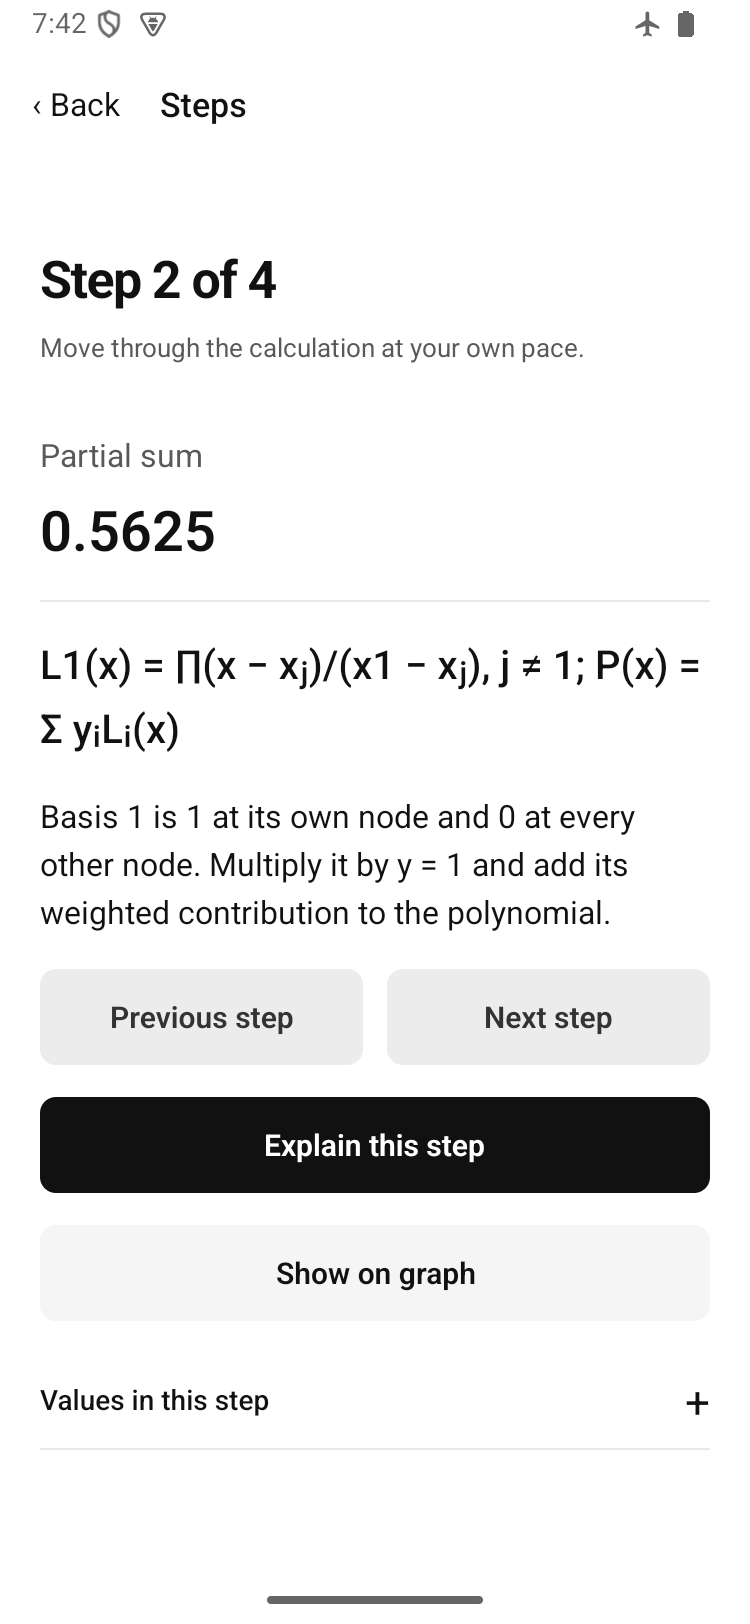 7:42
‹ Back Steps
Step 2 of 4
Move through the calculation at your own pace.
Partial sum
0.5625
L1(x) = ∏(x − xⱼ)/(x1 − xⱼ), j ≠ 1; P(x) =
Σ yᵢLᵢ(x)
Basis 1 is 1 at its own node and 0 at every
other node. Multiply it by y = 1 and add its
weighted contribution to the polynomial.
Previous step Next step
Explain this step
Show on graph
Values in this step +